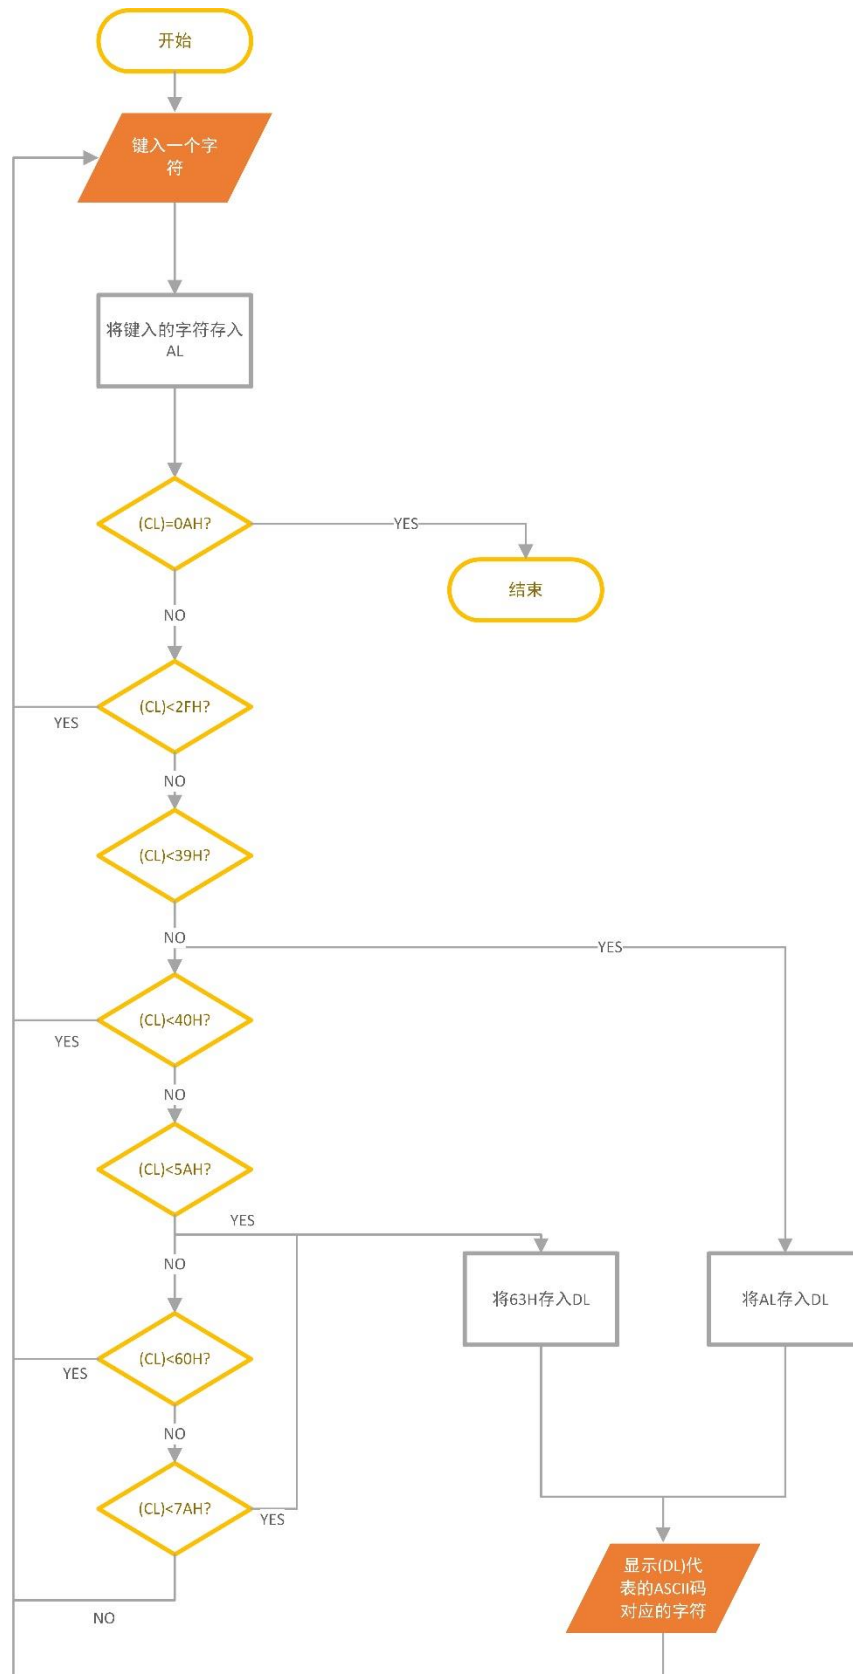 开始
键入一个字
符
将键入的字符存入
AL
(CL)=0AH?
YES
结束
NO
(CL)<2FH?
YES
NO
(CL)<39H?
NO
YES
(CL)<40H?
YES
NO
(CL)<5AH?
YES
NO
将63H存入DL
将AL存入DL
(CL)<60H?
YES
NO
(CL)<7AH?
YES
显示(DL)代
表的ASCII码
对应的字符
NO